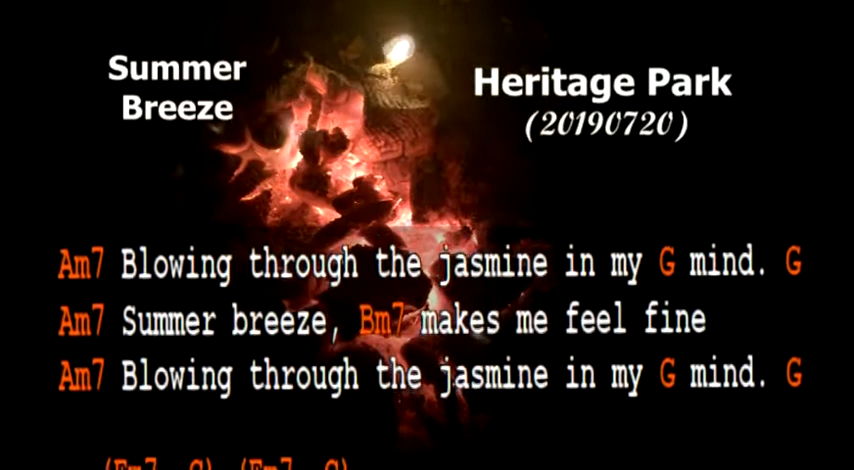 Summer
Breeze
Heritage Park
(20190720)
Am7 Blowing through the jasmine in my G mind. G
Am7 Summer breeze, Bm7 makes me feel fine
Am7 Blowing through the jasmine in my G mind. G